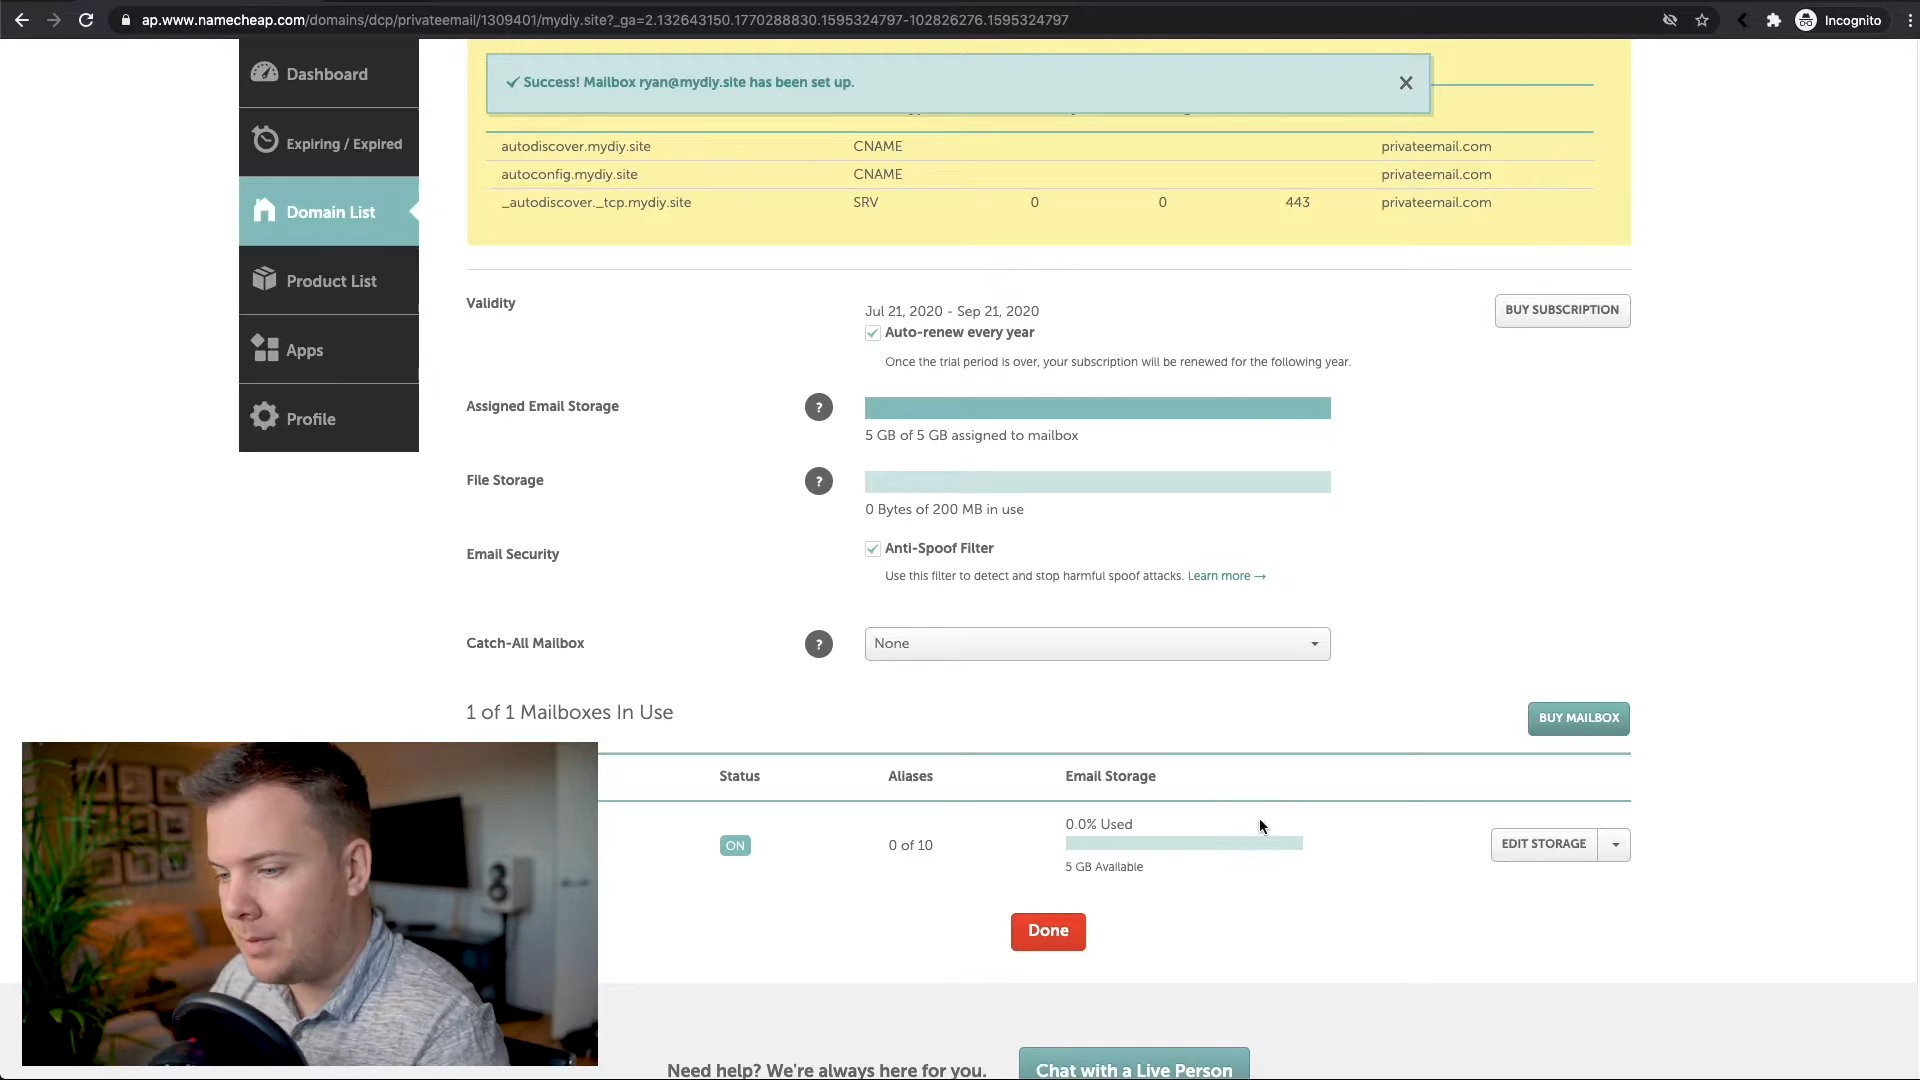 ap.www.namecheap.com/domains/dcp/privateemail/1309401/mydiy.site?_ga=2.132643150.1770288830.1595324797-102826276.1595324797
Incognito
Dashboard
Expiring / Expired
Domain List
Product List
Apps
Profile
✓ Success! Mailbox ryan@mydiy.site has been set up.
autodiscover.mydiy.site CNAME privateemail.com
autoconfig.mydiy.site CNAME privateemail.com
_autodiscover._tcp.mydiy.site SRV 0 0 443 privateemail.com
Validity
Jul 21, 2020 - Sep 21, 2020
BUY SUBSCRIPTION
Auto-renew every year
Once the trial period is over, your subscription will be renewed for the following year.
Assigned Email Storage ?
5 GB of 5 GB assigned to mailbox
File Storage ?
0 Bytes of 200 MB in use
Email Security
Anti-Spoof Filter
Use this filter to detect and stop harmful spoof attacks. Learn more →
Catch-All Mailbox ? None
1 of 1 Mailboxes In Use
BUY MAILBOX
Status Aliases Email Storage
ON 0 of 10 0.0% Used
5 GB Available
EDIT STORAGE
Done
Need help? We're always here for you. Chat with a Live Person